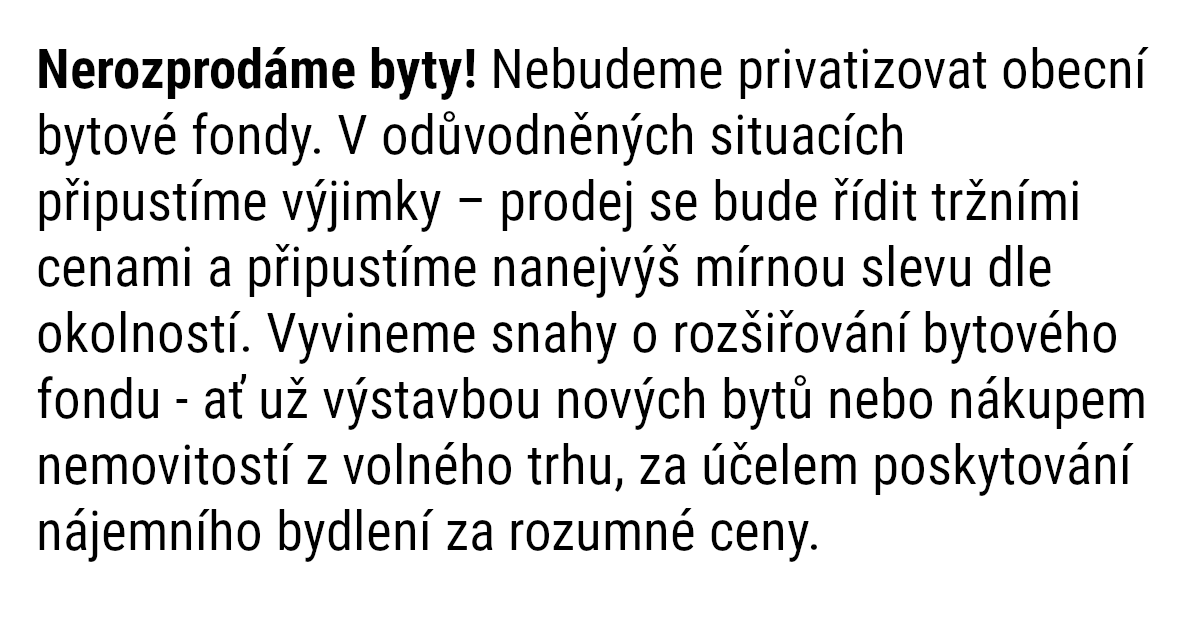 Nerozprodáme byty! Nebudeme privatizovat obecní
bytové fondy. V odůvodněných situacích
připustíme výjimky – prodej se bude řídit tržními
cenami a připustíme nanejvýš mírnou slevu dle
okolností. Vyvineme snahy o rozšiřování bytového
fondu - ať už výstavbou nových bytů nebo nákupem
nemovitostí z volného trhu, za účelem poskytování
nájemního bydlení za rozumné ceny.